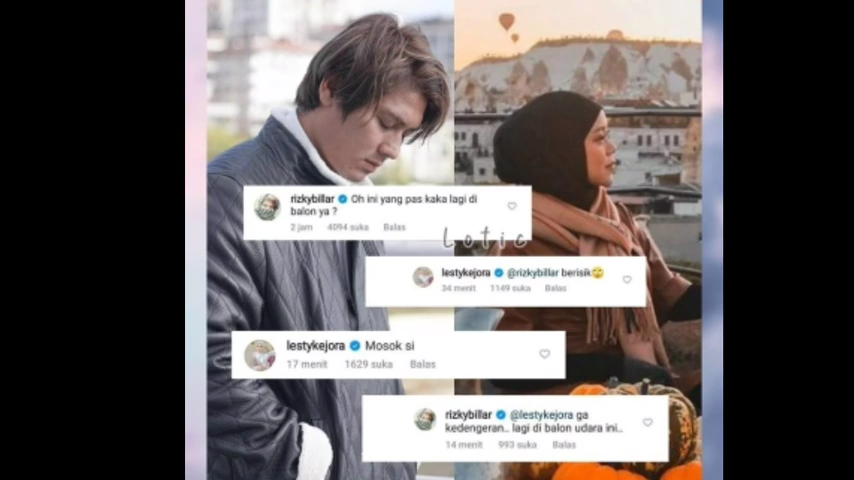 rizkybillar Oh ini yang pas kaka lagi di
balon ya ?
2 jam 4094 suka Balas
Lotic
lestykejora @rizkybillar berisik🙄
34 menit 1149 suka Balas
lestykejora Mosok si
17 menit 1629 suka Balas
rizkybillar @lestykejora ga
kedengeran.. lagi di balon udara ini..
14 menit 993 suka Balas